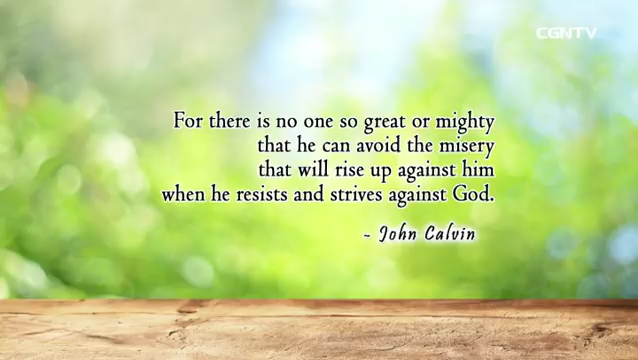 CGNTV
For there is no one so great or mighty
that he can avoid the misery
that will rise up against him
when he resists and strives against God.
~ John Calvin